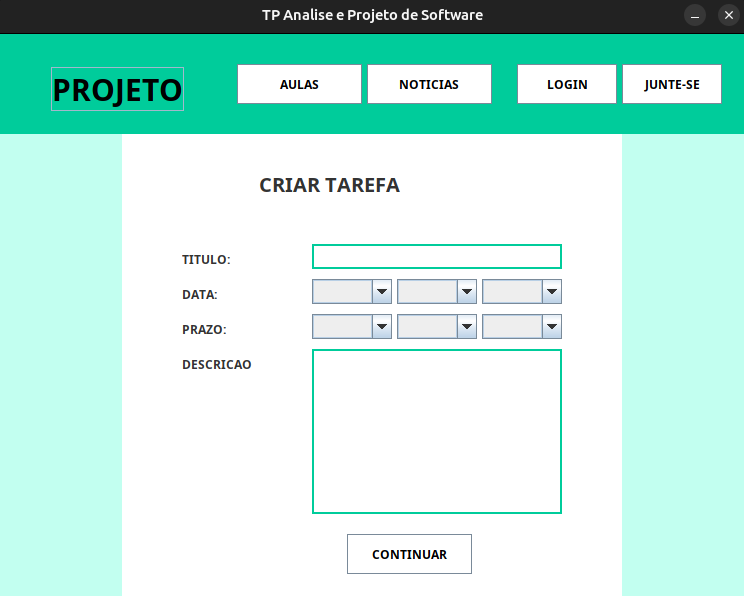 TP Analise e Projeto de Software
PROJETO
AULAS
NOTICIAS
LOGIN
JUNTE-SE
CRIAR TAREFA
TITULO:
DATA:
PRAZO:
DESCRICAO
CONTINUAR